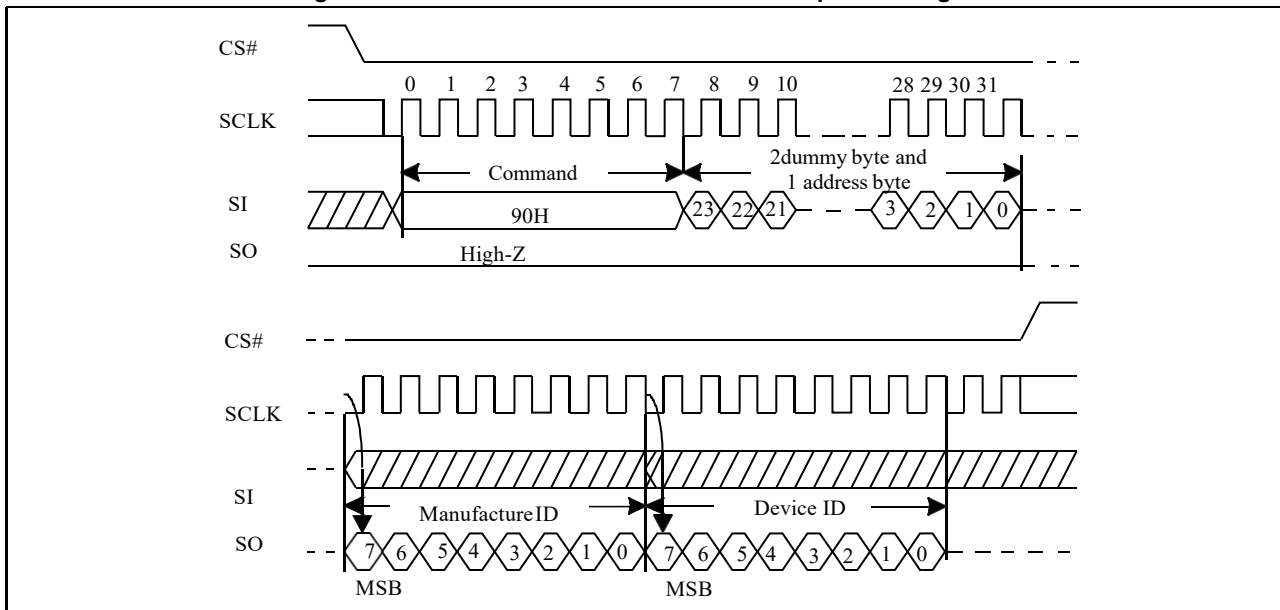 CS#
0 1 2 3 4 5 6 7 8 9 10 28 29 30 31
SCLK
Command
2dummy byte and
1 address byte
SI
90H
23 22 21 3 2 1 0
SO
High-Z
CS#
SCLK
SI
Manufacture ID
Device ID
SO
7 6 5 4 3 2 1 0 7 6 5 4 3 2 1 0
MSB MSB